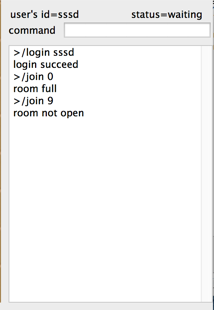 user's id=sssd status=waiting
command
>/login sssd
login succeed
>/join 0
room full
>/join 9
room not open